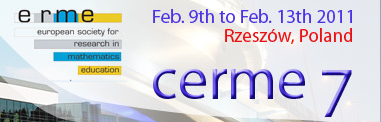 erme
european society for
research in
mathematics
education
Feb. 9th to Feb. 13th 2011
Rzeszów, Poland
cerme 7